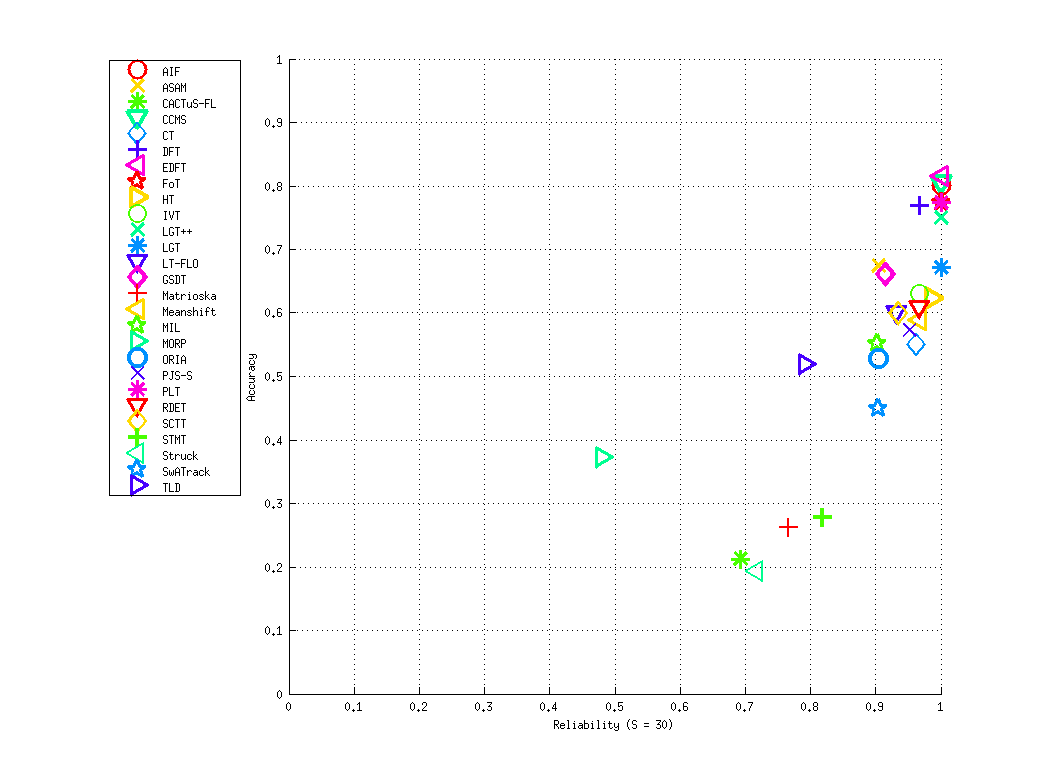 AIF
ASAM
CACTuS-FL
CCMS
CT
DFT
EDFT
FoT
HT
IVT
LGT++
LGT
LT-FLO
GSDT
Matrioska
Meanshift
MIL
MORP
ORIA
PJS-S
PLT
RDET
SCTT
STMT
Struck
SwATrack
TLD
Accuracy
1
0.9
0.8
0.7
0.6
0.5
0.4
0.3
0.2
0.1
0
0 0.1 0.2 0.3 0.4 0.5 0.6 0.7 0.8 0.9 1
Reliability (S = 30)